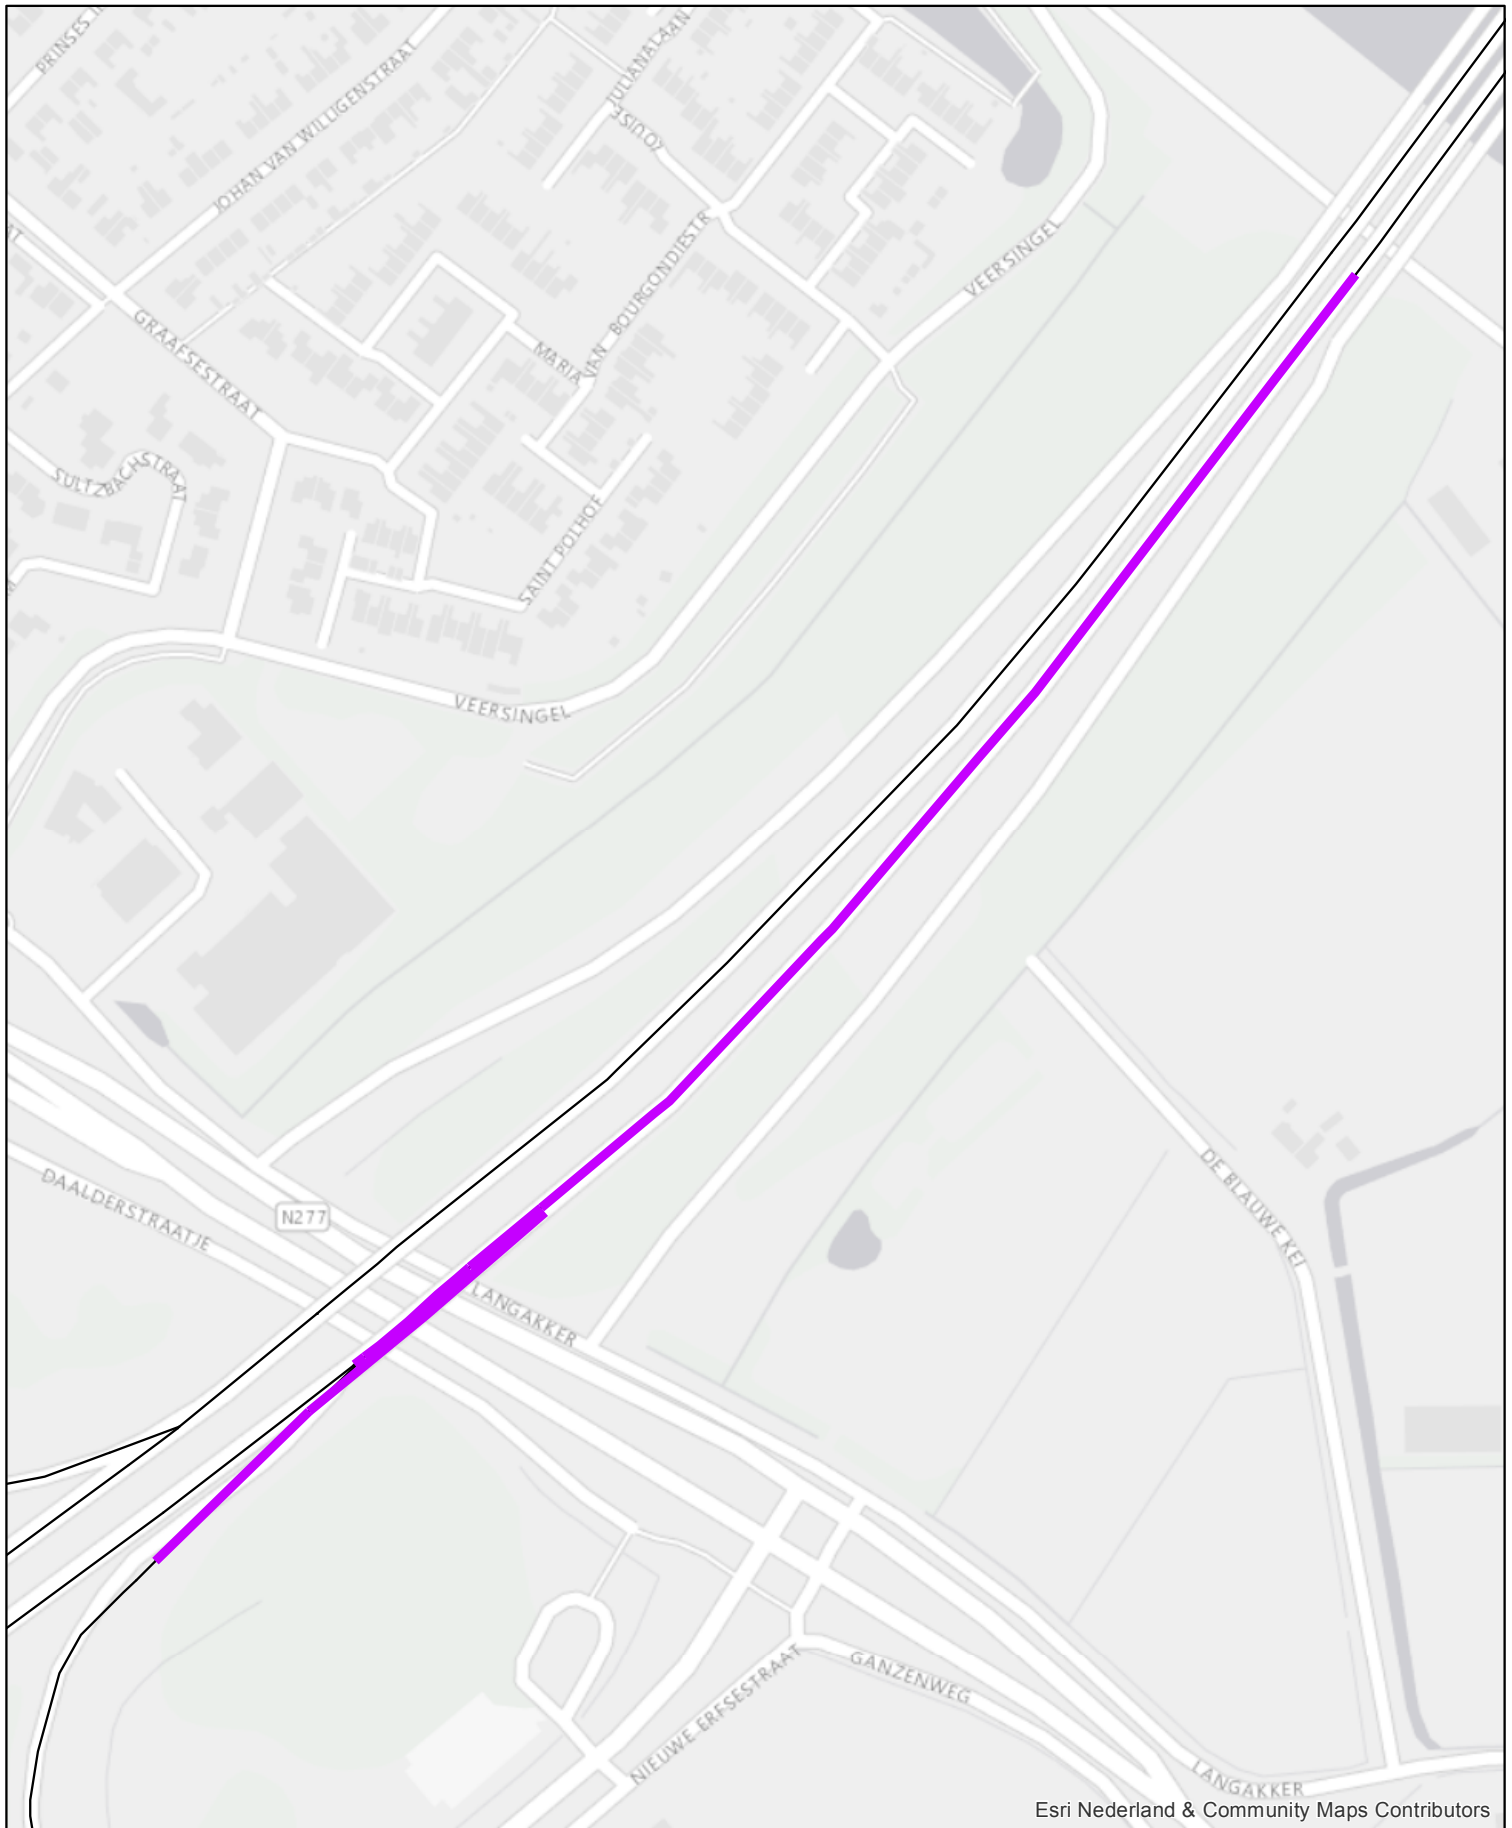 PRINSES
JOHAN VAN WILLIGENSTRAAT
JULIANALAAN
LOUISE
VAN BOURGONDIESTR
MARIA
VEERSINGEL
GRAAFSESTRAAT
SULTZBACHSTRAAT
SAINT POLHOF
VEERSINGEL
DAALDERSTRAATJE
N277
LANGAKKER
DE BLAUWE KEI
GANZENWEG
NIEUWE ERFSESTRAAT
LANGAKKER
Esri Nederland & Community Maps Contributors